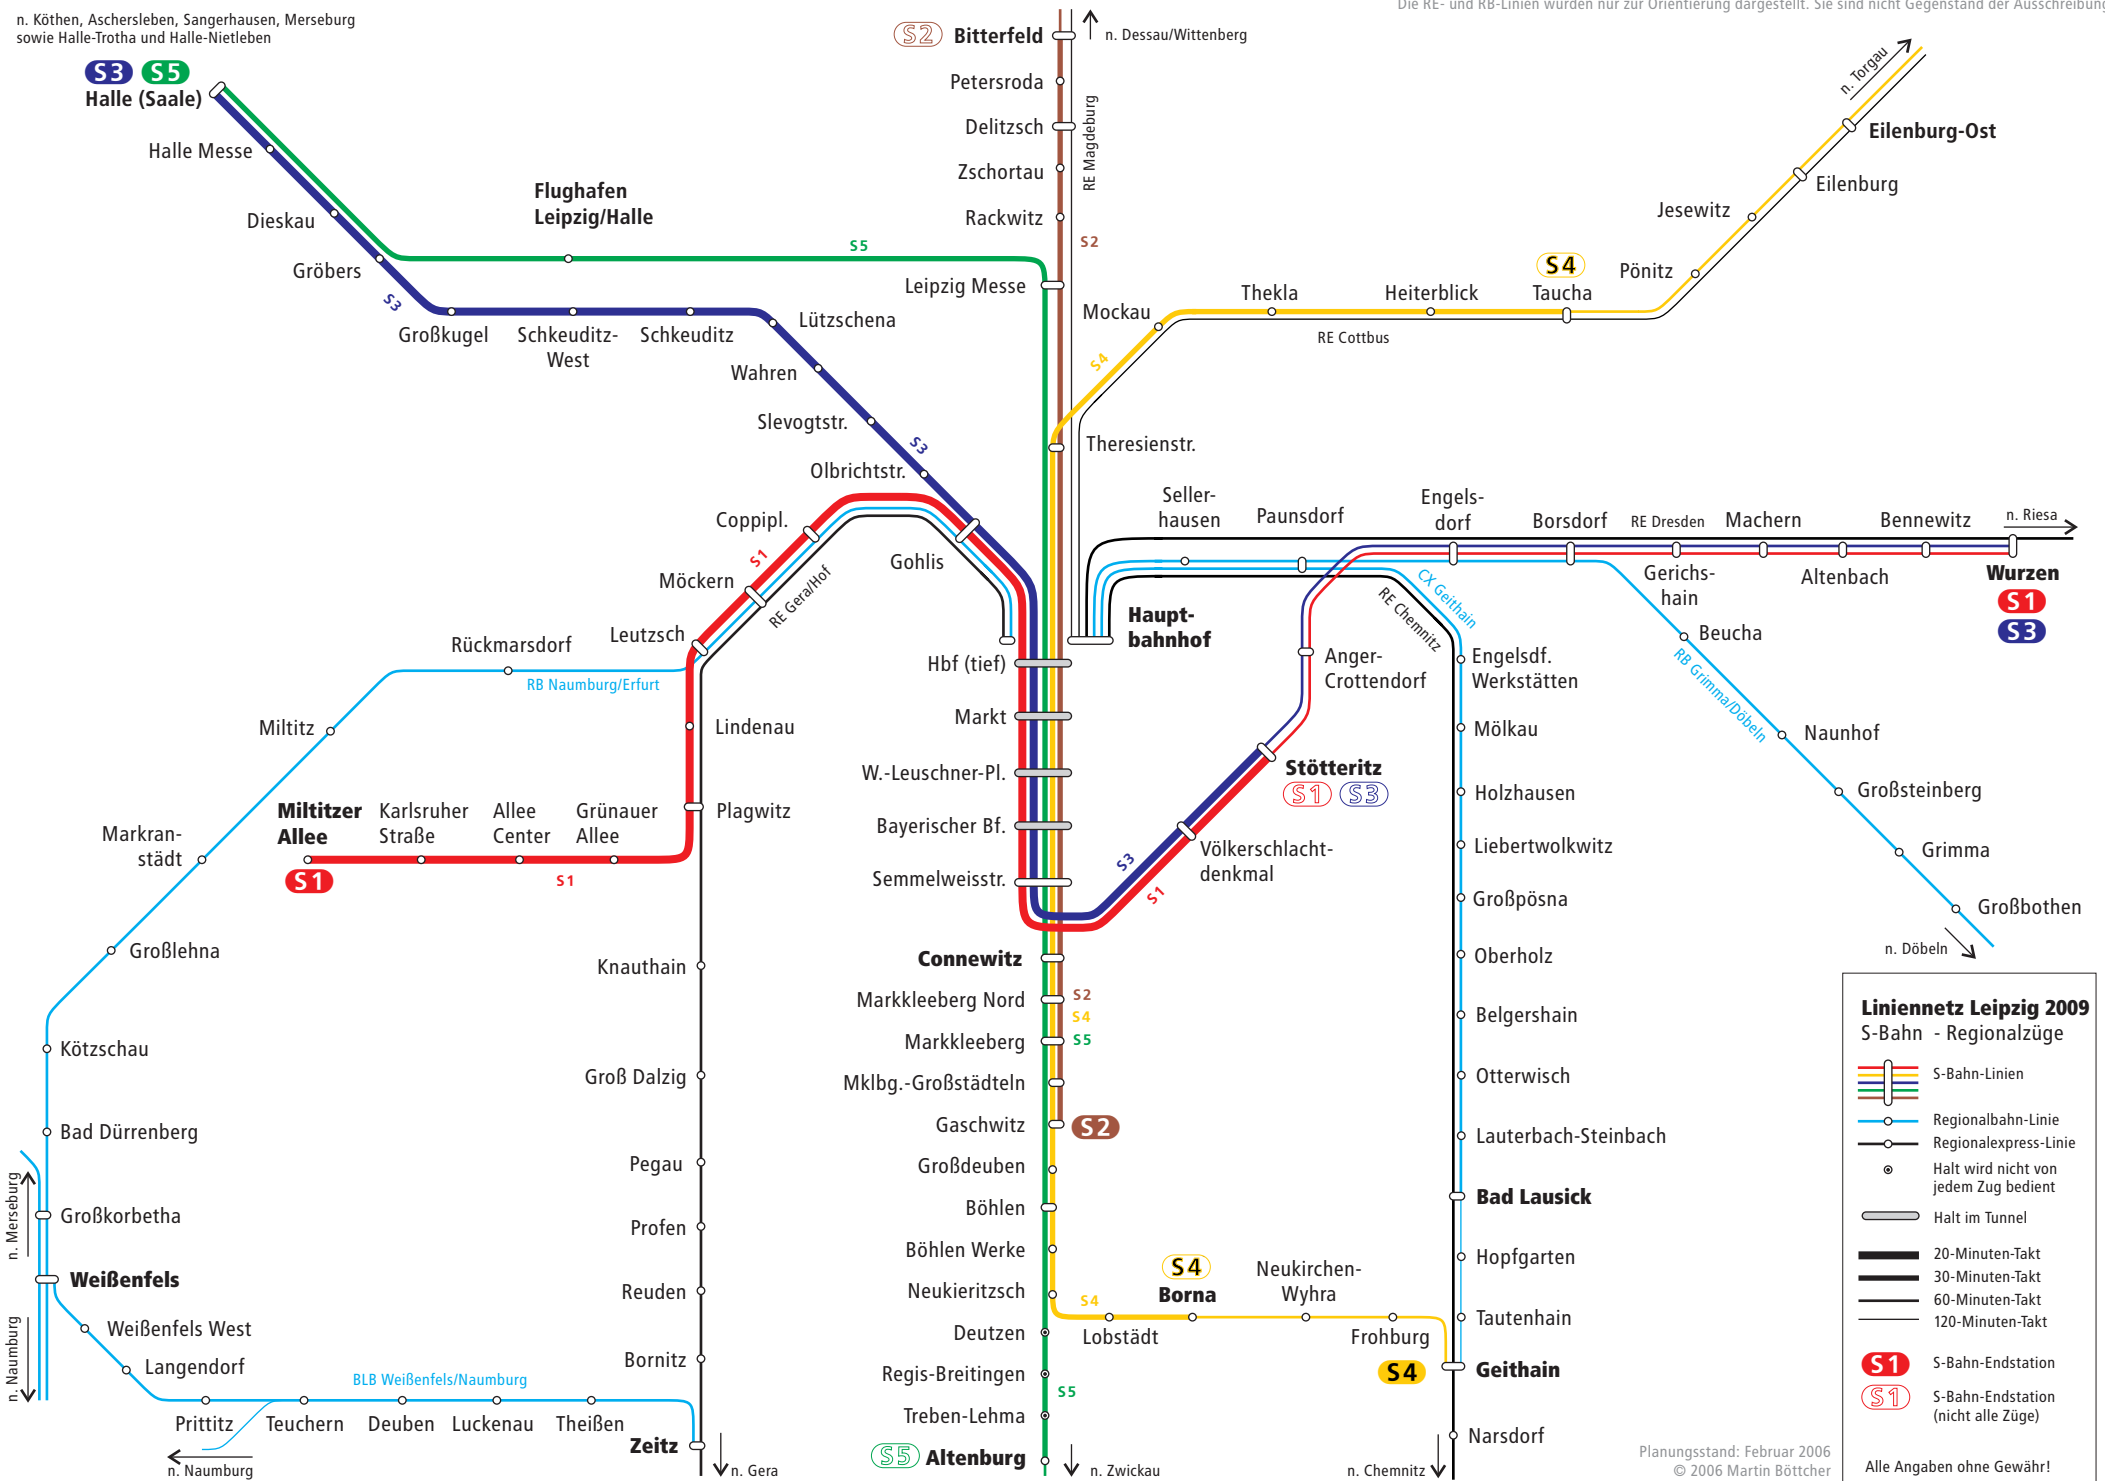 Die RE- und RB-Linien wurden nur zur Orientierung dargestellt. Sie sind nicht Gegenstand der Ausschreibung
n. Köthen, Aschersleben, Sangerhausen, Merseburg
sowie Halle-Trotha und Halle-Nietleben
S3 S5
Halle (Saale)
Halle Messe
Dieskau
Gröbers
S3
Großkugel
Schkeuditz-
West
Schkeuditz
Lützschena
Wahren
Slevogtstr.
S3
Olbrichtstr.
Gohlis
Flughafen
Leipzig/Halle
S5
S2 Bitterfeld
n. Dessau/Wittenberg
Petersroda
Delitzsch
Zschortau
Rackwitz
RE Magdeburg
S2
Leipzig Messe
Mockau
S4
Thekla
Heiterblick
S4
Taucha
RE Cottbus
Pönitz
Jesewitz
Eilenburg
Eilenburg-Ost
n. Torgau
Theresienstr.
Coppipl.
S1
Möckern
RE Gera/Hof
Leutzsch
Rückmarsdorf
RB Naumburg/Erfurt
Miltitz
Lindenau
Plagwitz
Miltitzer
Allee
S1
Karlsruher
Straße
Allee
Center
Grünauer
Allee
S1
Markran-
städt
Großlehna
Kötzschau
Bad Dürrenberg
n. Merseburg
Großkorbetha
Weißenfels
n. Naumburg
Weißenfels West
Langendorf
BLB Weißenfels/Naumburg
Prittitz
Teuchern
Deuben
Luckenau
Theißen
n. Naumburg
Zeitz
n. Gera
Knauthain
Groß Dalzig
Pegau
Profen
Reuden
Bornitz
Haupt-
bahnhof
Hbf (tief)
Markt
W.-Leuschner-Pl.
Bayerischer Bf.
Semmelweisstr.
Connewitz
Markkleeberg Nord
S2
S4
S5
Markkleeberg
Mklbg.-Großstädteln
Gaschwitz
S2
Großdeuben
Böhlen
Böhlen Werke
Neukieritzsch
Deutzen
Regis-Breitingen
S5
Treben-Lehma
S5 Altenburg
n. Zwickau
S4
Lobstädt
S4
Borna
Neukirchen-
Wyhra
Frohburg
S4
Geithain
Narsdorf
n. Chemnitz
Seller-
hausen
Paunsdorf
Engels-
dorf
Borsdorf
RE Dresden
Machern
Bennewitz
n. Riesa
Gerichs-
hain
Altenbach
Wurzen
S1
S3
CX Geithain
RE Chemnitz
Anger-
Crottendorf
Stötteritz
S1 S3
Völkerschlacht-
denkmal
S3
S1
Engelsdf.
Werkstätten
Mölkau
Holzhausen
Liebertwolkwitz
Großpösna
Oberholz
Belgershain
Otterwisch
Lauterbach-Steinbach
Bad Lausick
Hopfgarten
Tautenhain
Beucha
RB Grimma/Döbeln
Naunhof
Großsteinberg
Grimma
Großbothen
n. Döbeln
Liniennetz Leipzig 2009
S-Bahn - Regionalzüge
S-Bahn-Linien
Regionalbahn-Linie
Regionalexpress-Linie
Halt wird nicht von
jedem Zug bedient
Halt im Tunnel
20-Minuten-Takt
30-Minuten-Takt
60-Minuten-Takt
120-Minuten-Takt
S1 S-Bahn-Endstation
S1 S-Bahn-Endstation
(nicht alle Züge)
Alle Angaben ohne Gewähr!
Planungsstand: Februar 2006
© 2006 Martin Böttcher